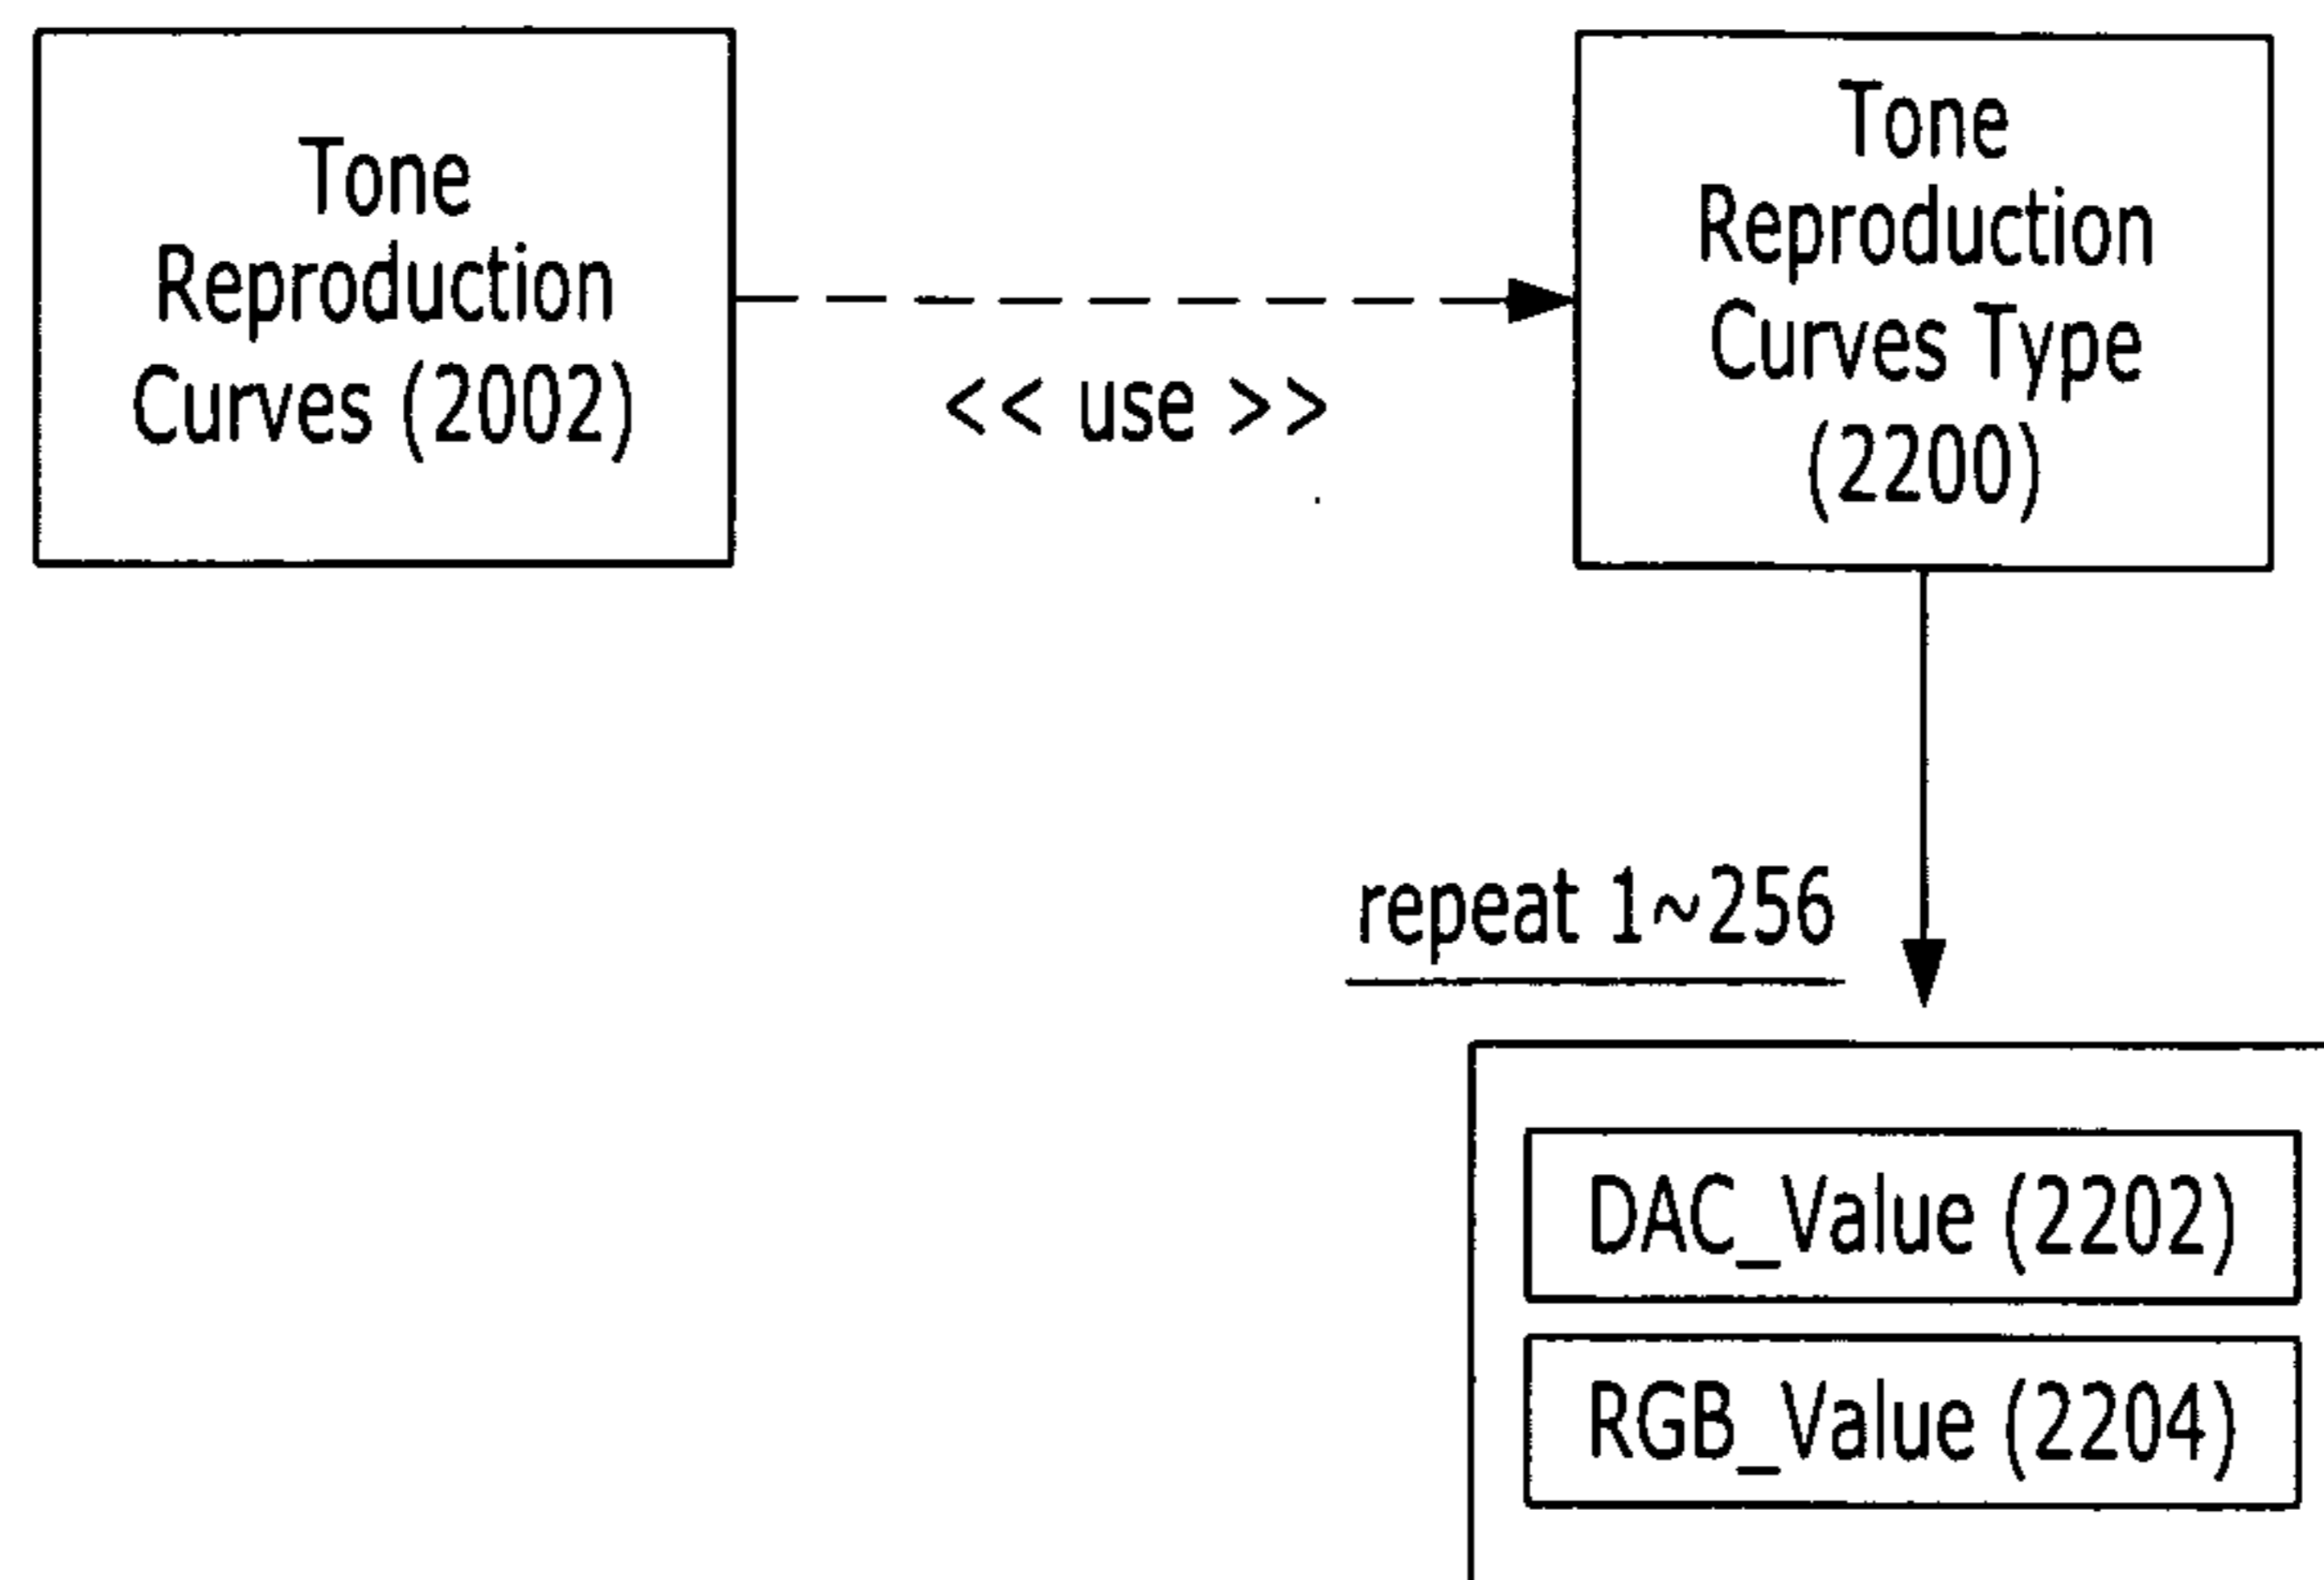 Tone
Reproduction
Curves (2002)
<< use >>
Tone
Reproduction
Curves Type
(2200)
repeat 1~256
DAC_Value (2202)
RGB_Value (2204)